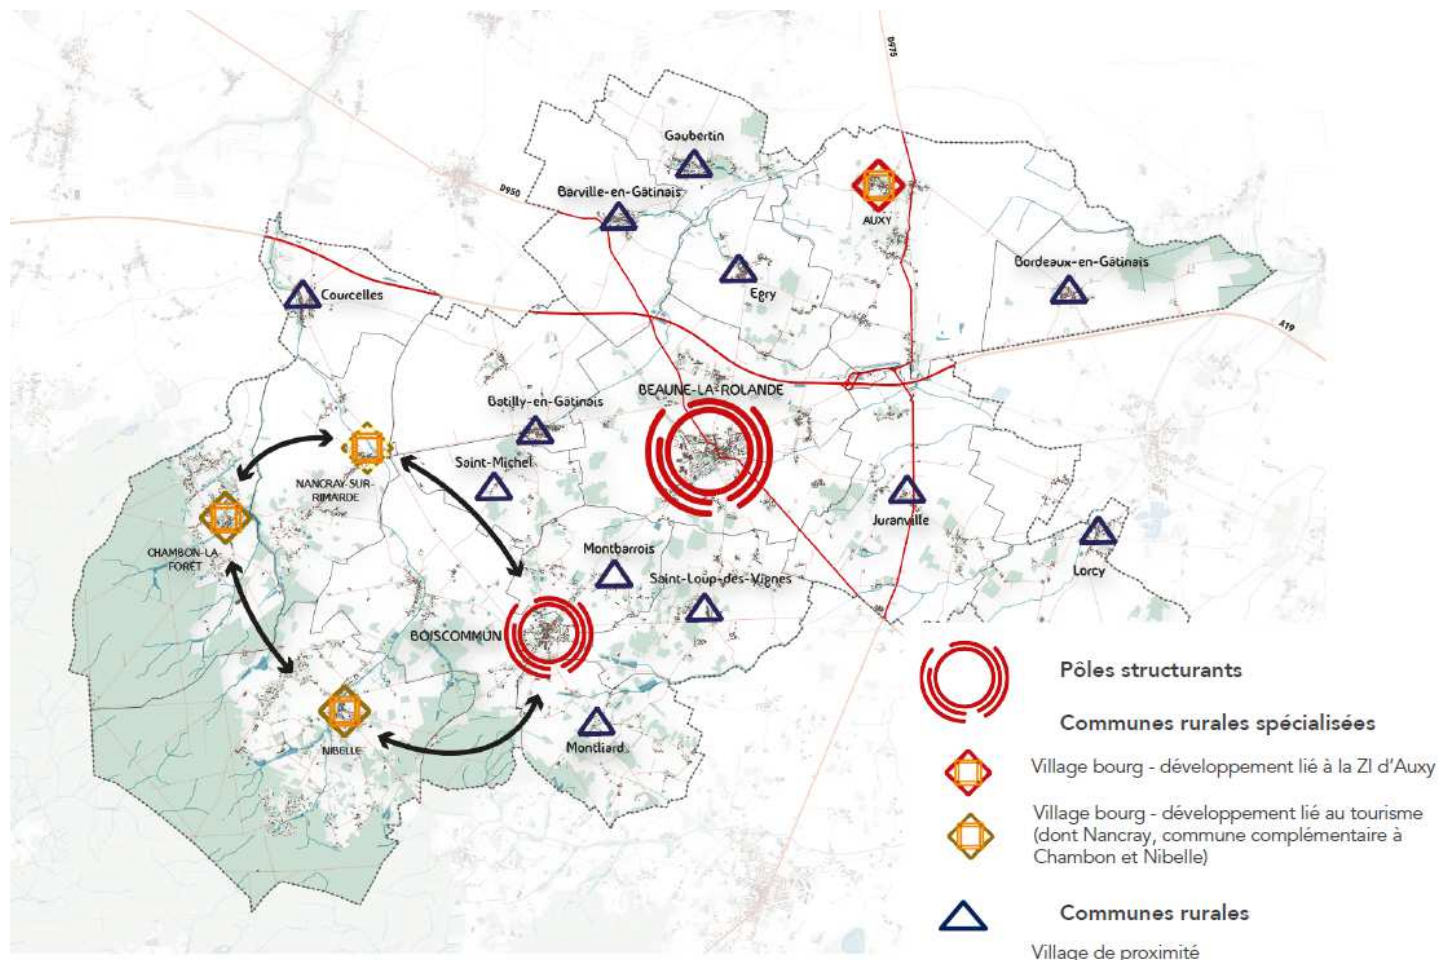 D975
Gaubertin
D950
Barville-en-Gâtinais
AUXY
Bordeaux-en-Gâtinais
Egry
Courcelles
A19
BEAUNE-LA-ROLANDE
Batilly-en-Gâtinais
Saint-Michel
NANCRAY-SUR-
RIMARDE
Juranville
CHAMBON-LA-
FORÊT
Montbarrois
Saint-Loup-des-Vignes
Lorcy
BOISCOMMUN
NIBELLE
Montliard
Pôles structurants
Communes rurales spécialisées
Village bourg - développement lié à la ZI d'Auxy
Village bourg - développement lié au tourisme
(dont Nancray, commune complémentaire à
Chambon et Nibelle)
Communes rurales
Village de proximité